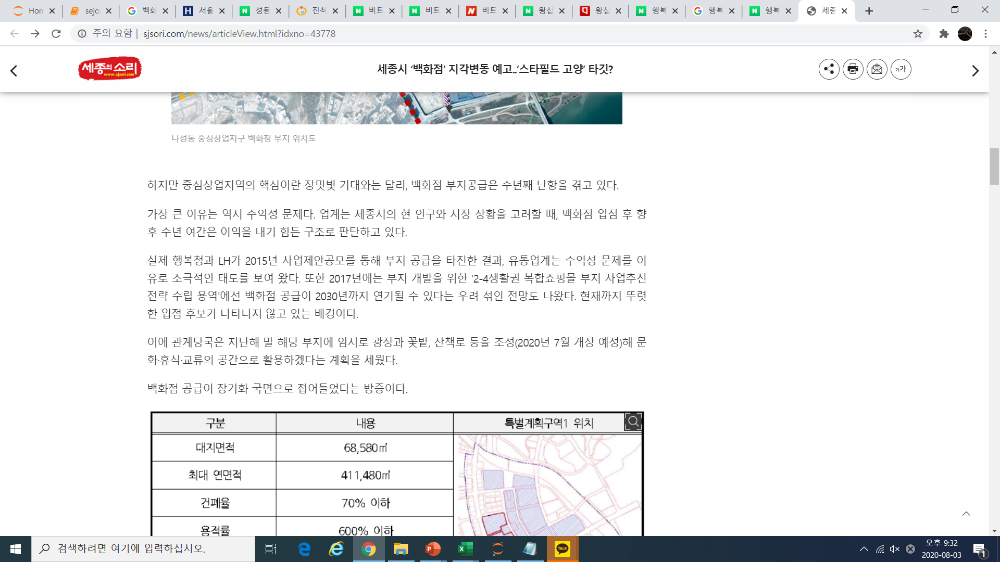 Hon
sejo
백화
서울
성동
진척
비트
비트
비트
왕십
왕십
행복
행복
행복
세종
주의 요함
sjsori.com/news/articleView.html?idxno=43778
세종의소리
www.sjsori.com
세종시 ‘백화점’ 지각변동 예고..‘스타필드 고양’ 타깃?
가가
나성동 중심상업지구 백화점 부지 위치도
하지만 중심상업지역의 핵심이란 장밋빛 기대와는 달리, 백화점 부지공급은 수년째 난항을 겪고 있다.
가장 큰 이유는 역시 수익성 문제다. 업계는 세종시의 현 인구와 시장 상황을 고려할 때, 백화점 입점 후 향
후 수년 여간은 이익을 내기 힘든 구조로 판단하고 있다.
실제 행복청과 LH가 2015년 사업제안공모를 통해 부지 공급을 타진한 결과, 유통업계는 수익성 문제를 이
유로 소극적인 태도를 보여 왔다. 또한 2017년에는 부지 개발을 위한 '2-4생활권 복합쇼핑몰 부지 사업추진
전략 수립 용역'에선 백화점 공급이 2030년까지 연기될 수 있다는 우려 섞인 전망도 나왔다. 현재까지 뚜렷
한 입점 후보가 나타나지 않고 있는 배경이다.
이에 관계당국은 지난해 말 해당 부지에 임시로 광장과 꽃밭, 산책로 등을 조성(2020년 7월 개장 예정)해 문
화·휴식·교류의 공간으로 활용하겠다는 계획을 세웠다.
백화점 공급이 장기화 국면으로 접어들었다는 방증이다.
구분 내용 특별계획구역1 위치
대지면적 68,580㎡
최대 연면적 411,480㎡
건폐율 70% 이하
용적률 600% 이하
검색하려면 여기에 입력하십시오.
TALK
오후 9:32
2020-08-03
1